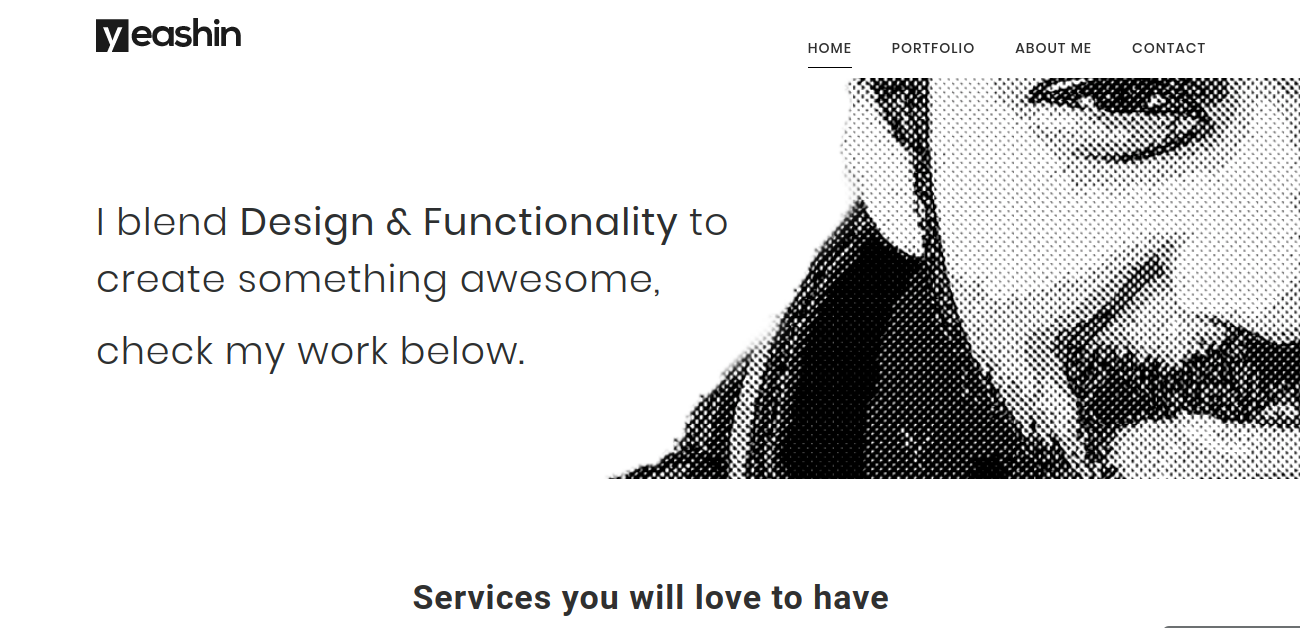 yeashin
HOME PORTFOLIO ABOUT ME CONTACT
I blend Design & Functionality to
create something awesome,
check my work below.
Services you will love to have